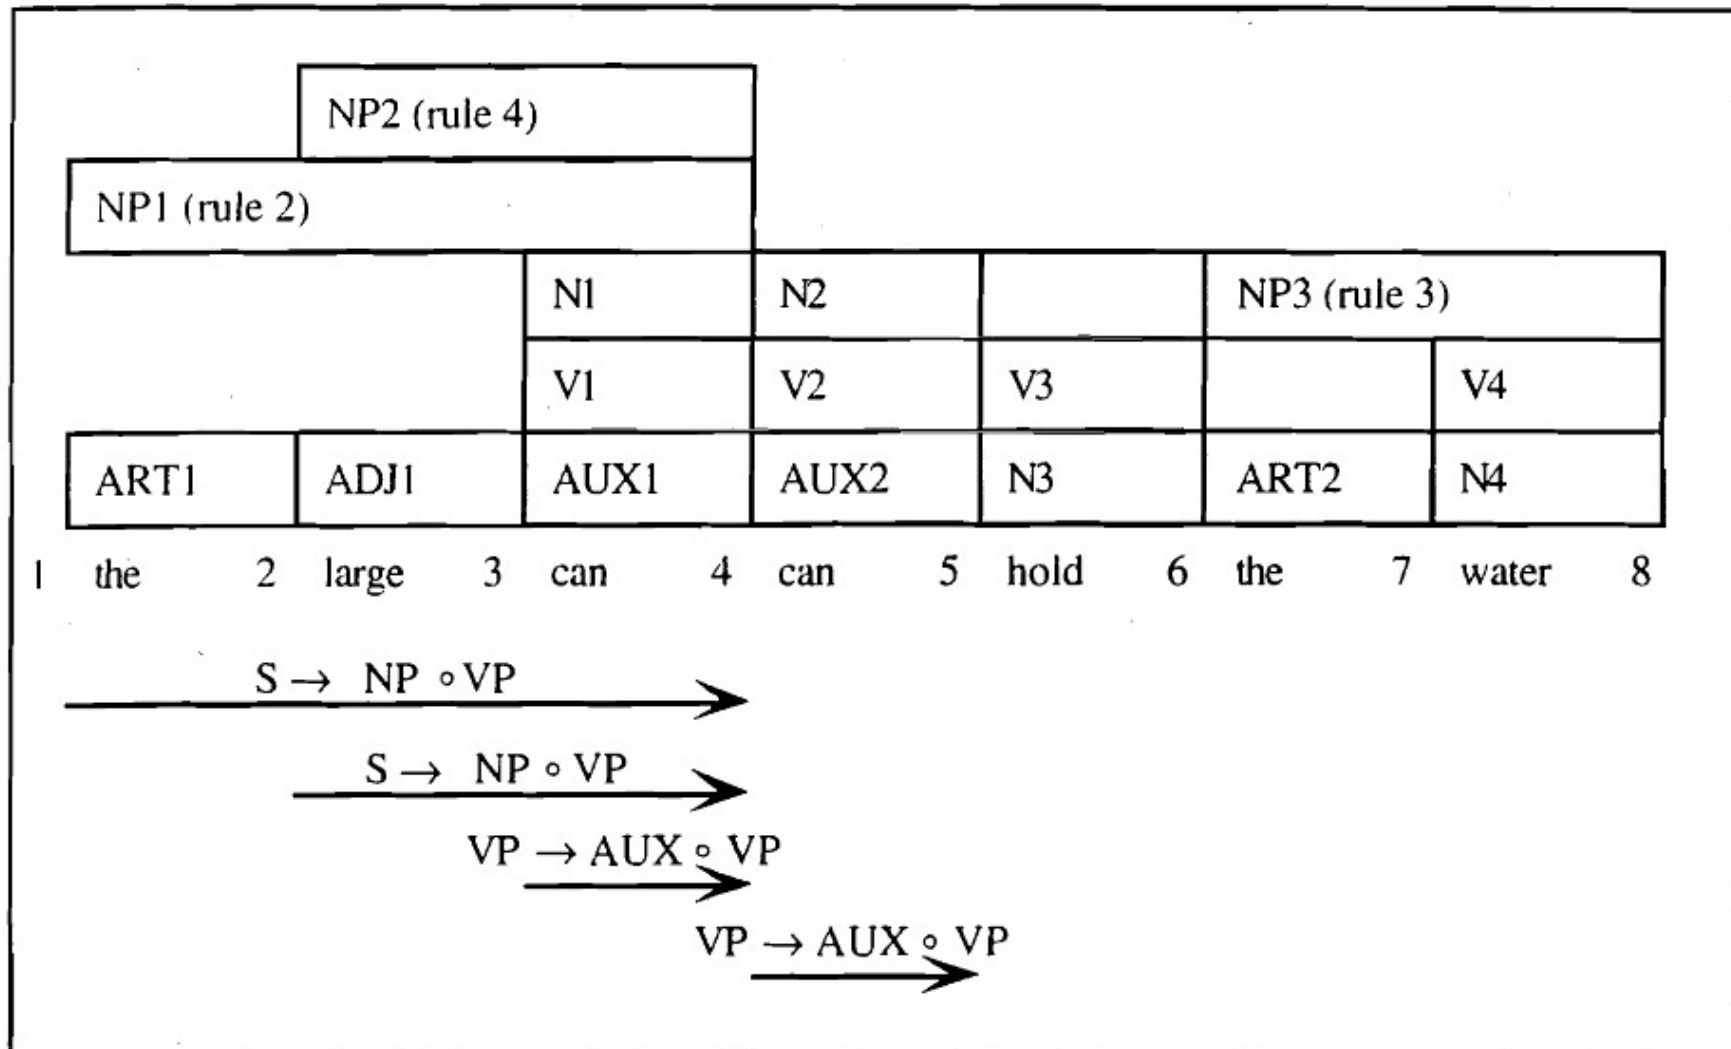 NP2 (rule 4)
NP1 (rule 2)
N1 N2 NP3 (rule 3)
V1 V2 V3 V4
ART1 ADJ1 AUX1 AUX2 N3 ART2 N4
1 the 2 large 3 can 4 can 5 hold 6 the 7 water 8
S → NP ∘ VP
S → NP ∘ VP
VP → AUX ∘ VP
VP → AUX ∘ VP